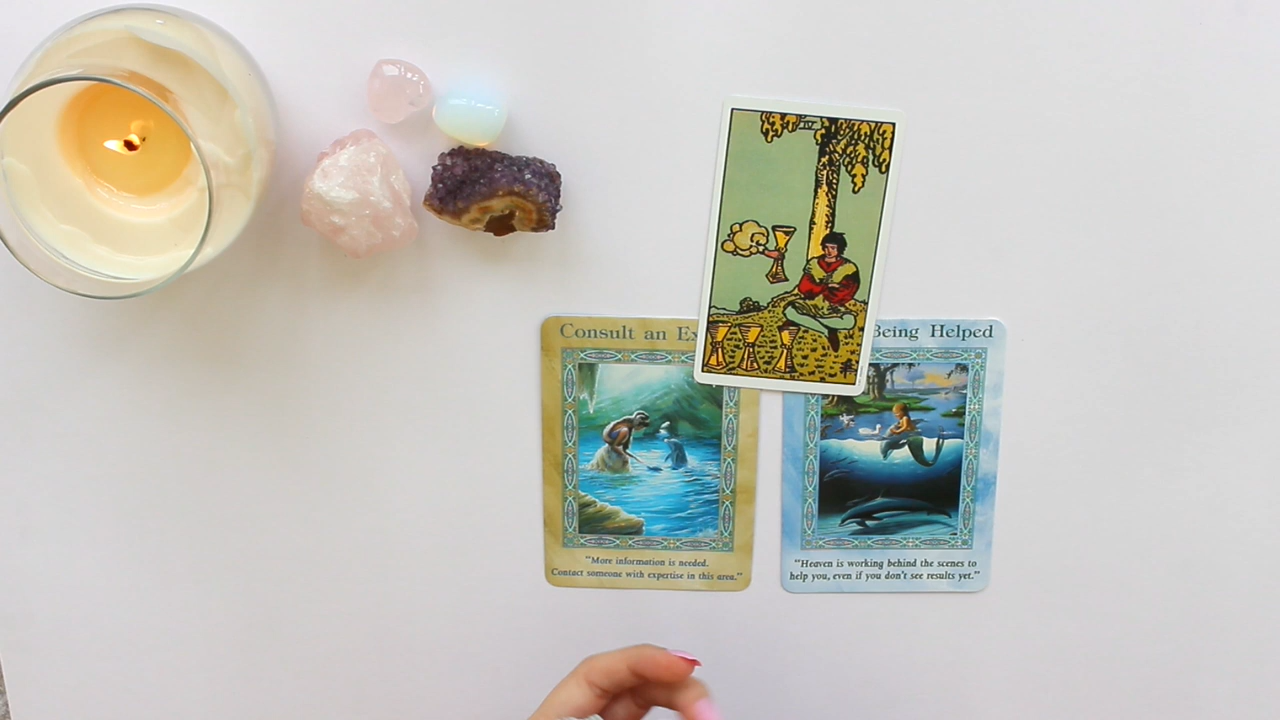 IV
Consult an Ex
Being Helped
"More information is needed.
Contact someone with expertise in this area."
"Heaven is working behind the scenes to
help you, even if you don't see results yet."